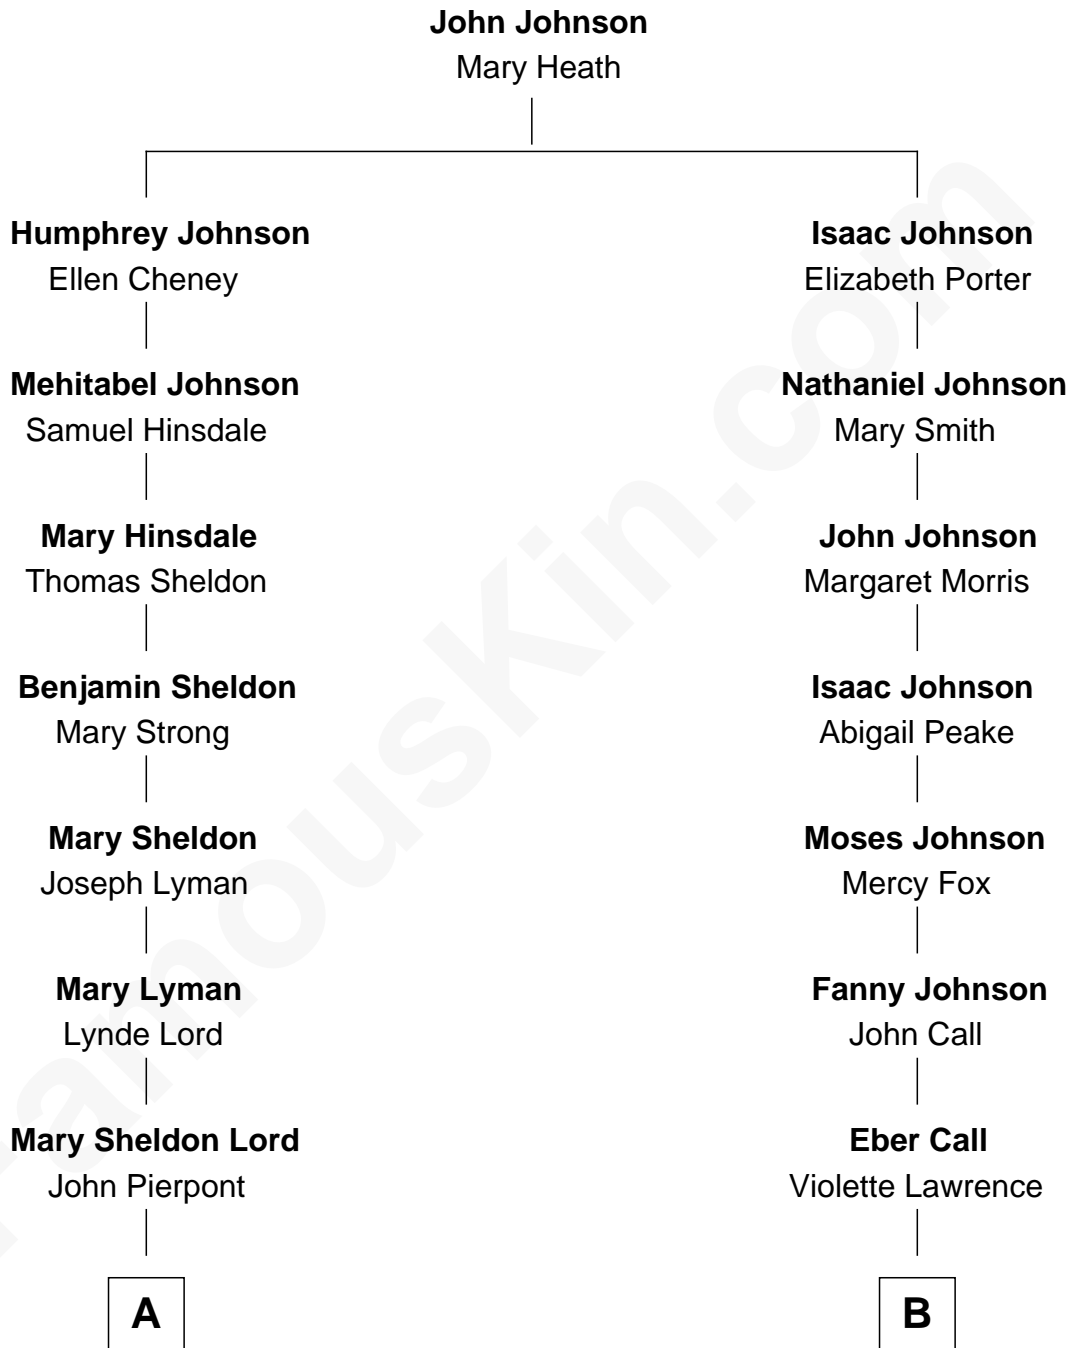 John Johnson
Mary Heath
Humphrey Johnson
Ellen Cheney
Isaac Johnson
Elizabeth Porter
Mehitabel Johnson
Samuel Hinsdale
Nathaniel Johnson
Mary Smith
Mary Hinsdale
Thomas Sheldon
John Johnson
Margaret Morris
Benjamin Sheldon
Mary Strong
Isaac Johnson
Abigail Peake
Mary Sheldon
Joseph Lyman
Moses Johnson
Mercy Fox
Mary Lyman
Lynde Lord
Fanny Johnson
John Call
Mary Sheldon Lord
John Pierpont
Eber Call
Violette Lawrence
A
B
FamousKin.com